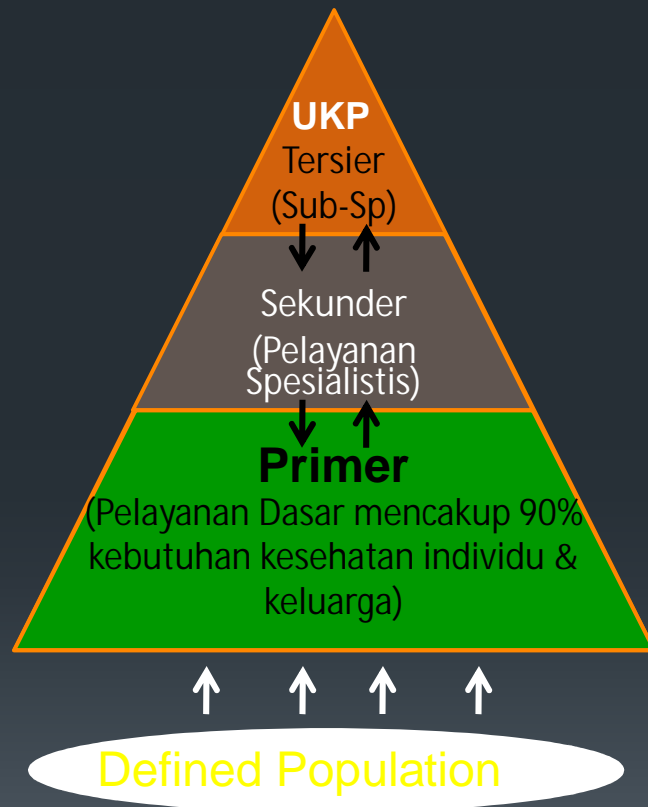 UKP
Tersier
(Sub-Sp)
Sekunder
(Pelayanan
Spesialistis)
Primer
(Pelayanan Dasar mencakup 90%
kebutuhan kesehatan individu &
keluarga)
Defined Population